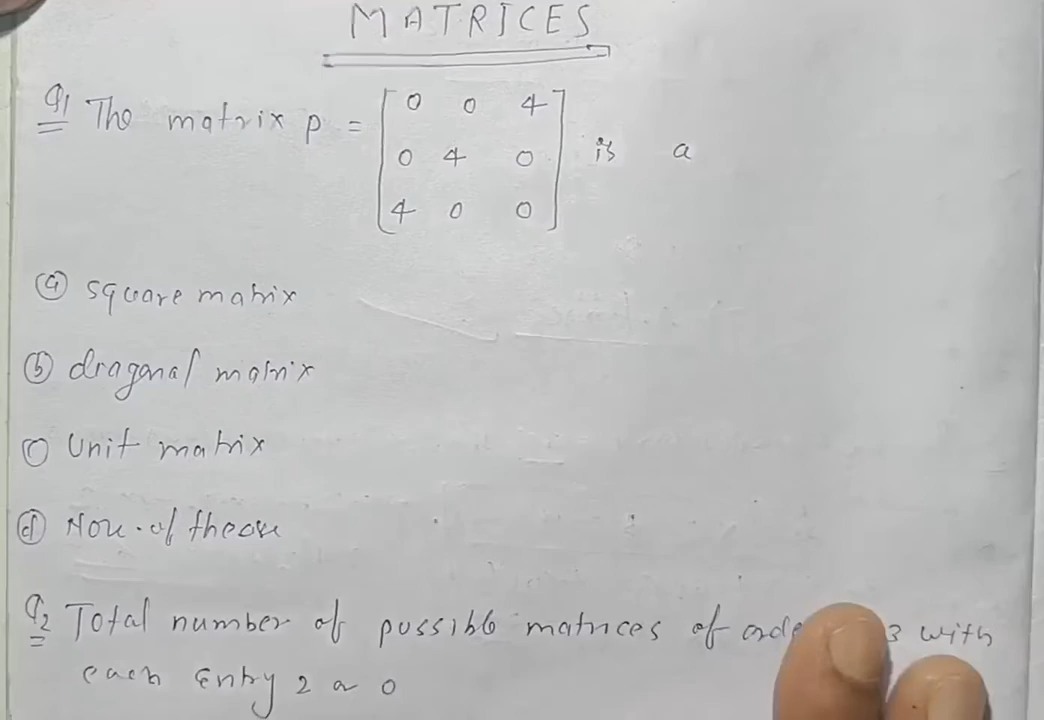 MATRICES
Q1 The matrix p = [0 0 4
0 4 0
4 0 0] is a
(a) square matrix
(b) diagonal matrix
(c) Unit matrix
(d) None of these
Q2 Total number of possible matrices of orde 3 with
each Entry 2 or 0